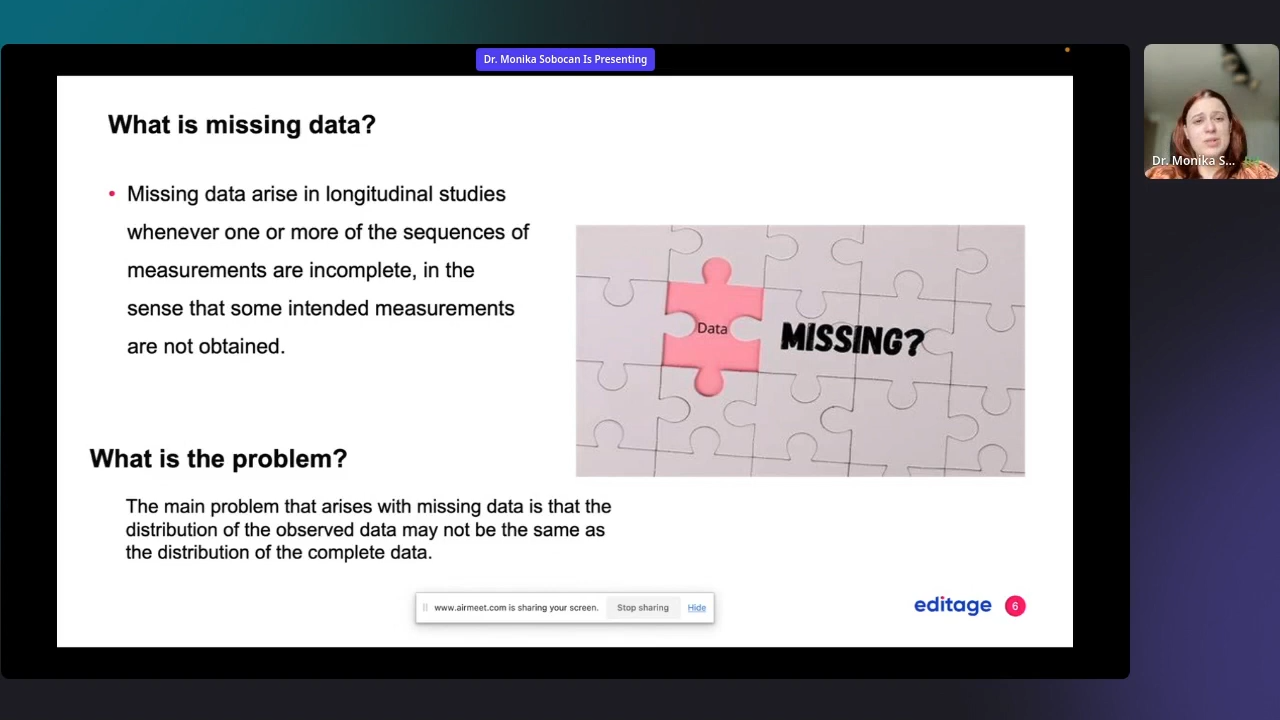 Dr. Monika Sobocan Is Presenting
What is missing data?
• Missing data arise in longitudinal studies
whenever one or more of the sequences of
measurements are incomplete, in the
sense that some intended measurements
are not obtained.
Data
MISSING?
What is the problem?
The main problem that arises with missing data is that the
distribution of the observed data may not be the same as
the distribution of the complete data.
www.airmeet.com is sharing your screen.
Stop sharing
Hide
editage
6
Dr. Monika S...